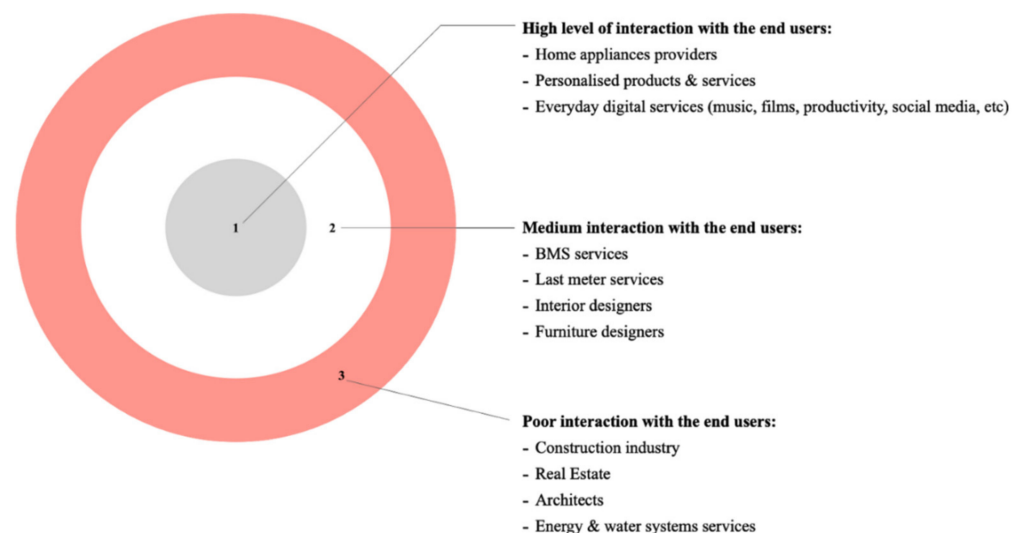 High level of interaction with the end users:
- Home appliances providers
- Personalised products & services
- Everyday digital services (music, films, productivity, social media, etc)
1
2
Medium interaction with the end users:
- BMS services
- Last meter services
- Interior designers
- Furniture designers
3
Poor interaction with the end users:
- Construction industry
- Real Estate
- Architects
- Energy & water systems services